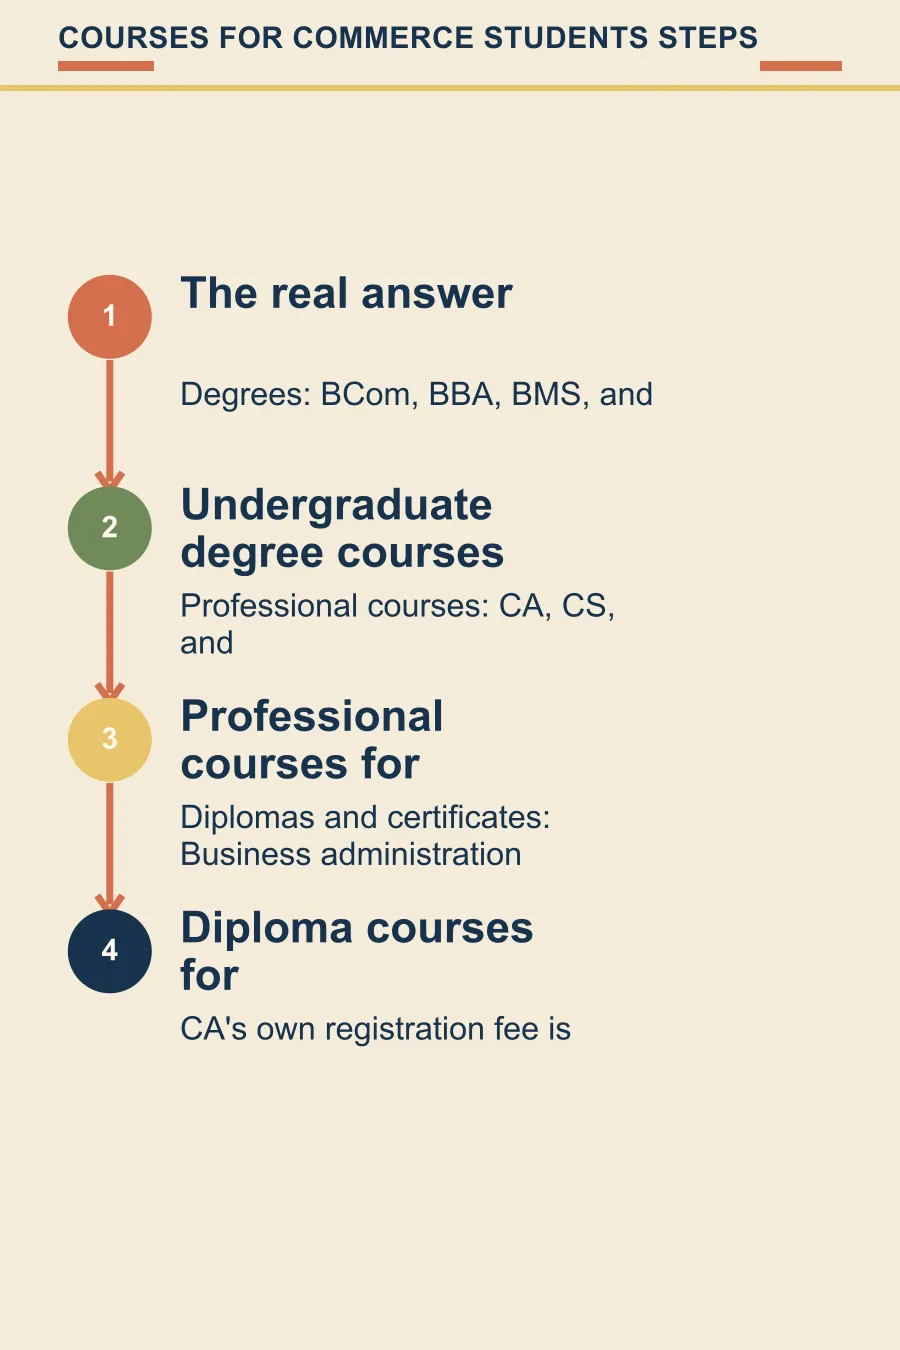 COURSES FOR COMMERCE STUDENTS STEPS
1
The real answer
Degrees: BCom, BBA, BMS, and
2
Undergraduate
degree courses
Professional courses: CA, CS,
and
3
Professional
courses for
Diplomas and certificates:
Business administration
4
Diploma courses
for
CA's own registration fee is